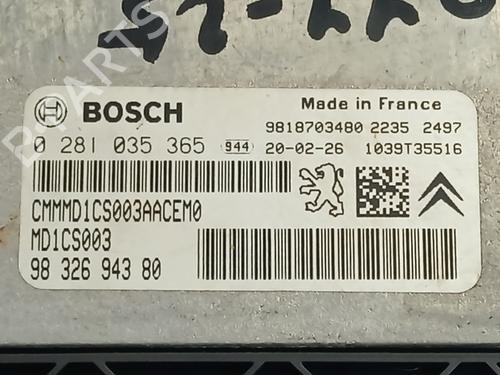 BOSCH
Made in France
9818703480 2235 2497
0 281 035 365 944 20-02-26 1039T35516
CMMMD1CS003AACEM0
MD1CS003
98 326 943 80